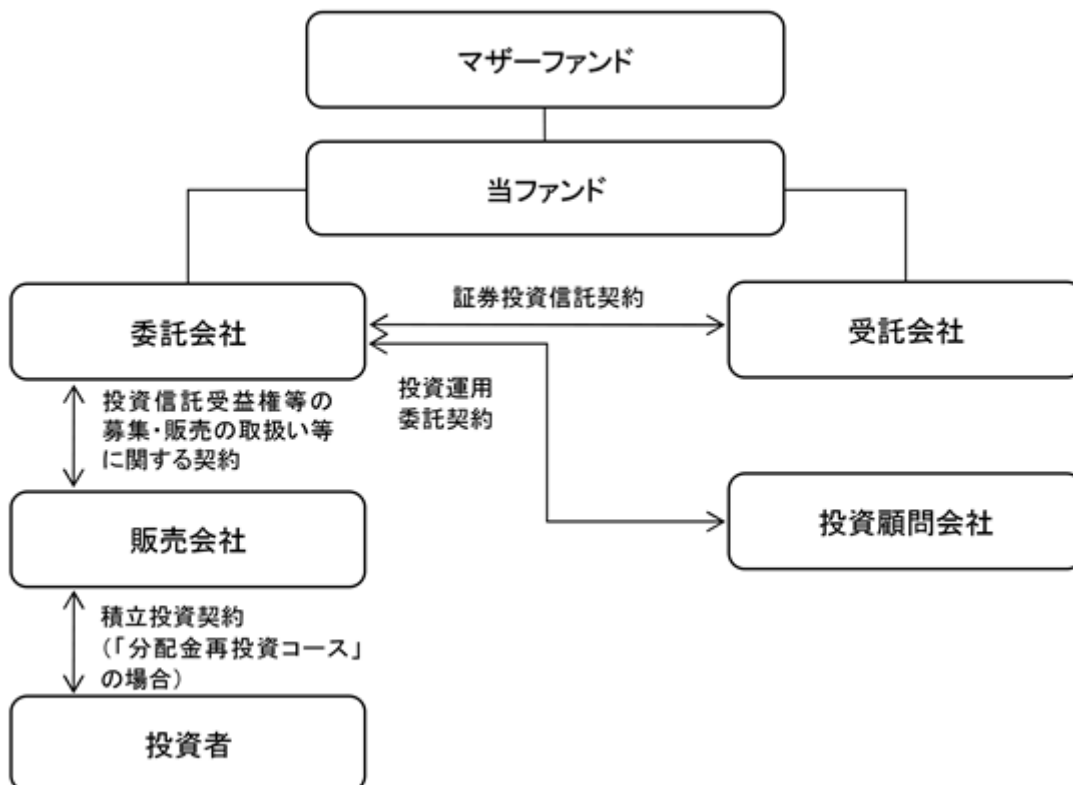 マザーファンド
当ファンド
委託会社
証券投資信託契約
受託会社
投資運用
委託契約
投資信託受益権等の
募集・販売の取扱い等
に関する契約
販売会社
投資顧問会社
積立投資契約
(「分配金再投資コース」
の場合)
投資者